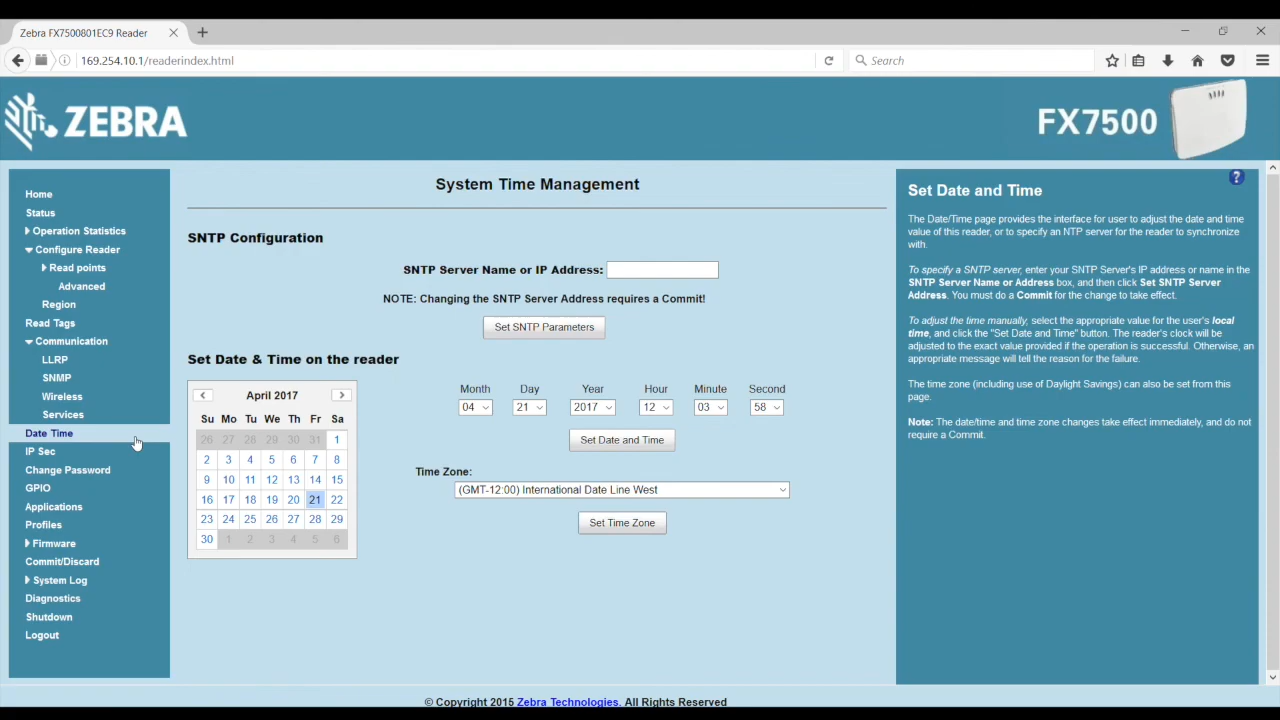 Zebra FX7500801EC9 Reader
169.254.10.1/readerindex.html
Search
ZEBRA
FX7500
Home
Status
Operation Statistics
Configure Reader
Read points
Advanced
Region
Read Tags
Communication
LLRP
SNMP
Wireless
Services
Date Time
IP Sec
Change Password
GPIO
Applications
Profiles
Firmware
Commit/Discard
System Log
Diagnostics
Shutdown
Logout
System Time Management
SNTP Configuration
SNTP Server Name or IP Address:
NOTE: Changing the SNTP Server Address requires a Commit!
Set SNTP Parameters
Set Date & Time on the reader
April 2017
Su Mo Tu We Th Fr Sa
26 27 28 29 30 31 1
2 3 4 5 6 7 8
9 10 11 12 13 14 15
16 17 18 19 20 21 22
23 24 25 26 27 28 29
30 1 2 3 4 5 6
Month Day Year Hour Minute Second
04 21 2017 12 03 58
Set Date and Time
Time Zone:
(GMT-12:00) International Date Line West
Set Time Zone
?
Set Date and Time
The Date/Time page provides the interface for user to adjust the date and time
value of this reader, or to specify an NTP server for the reader to synchronize
with.
To specify a SNTP server, enter your SNTP Server's IP address or name in the
SNTP Server Name or Address box, and then click Set SNTP Server
Address. You must do a Commit for the change to take effect.
To adjust the time manually, select the appropriate value for the user's local
time, and click the "Set Date and Time" button. The reader's clock will be
adjusted to the exact value provided if the operation is successful. Otherwise, an
appropriate message will tell the reason for the failure.
The time zone (including use of Daylight Savings) can also be set from this
page.
Note: The date/time and time zone changes take effect immediately, and do not
require a Commit.
© Copyright 2015 Zebra Technologies. All Rights Reserved